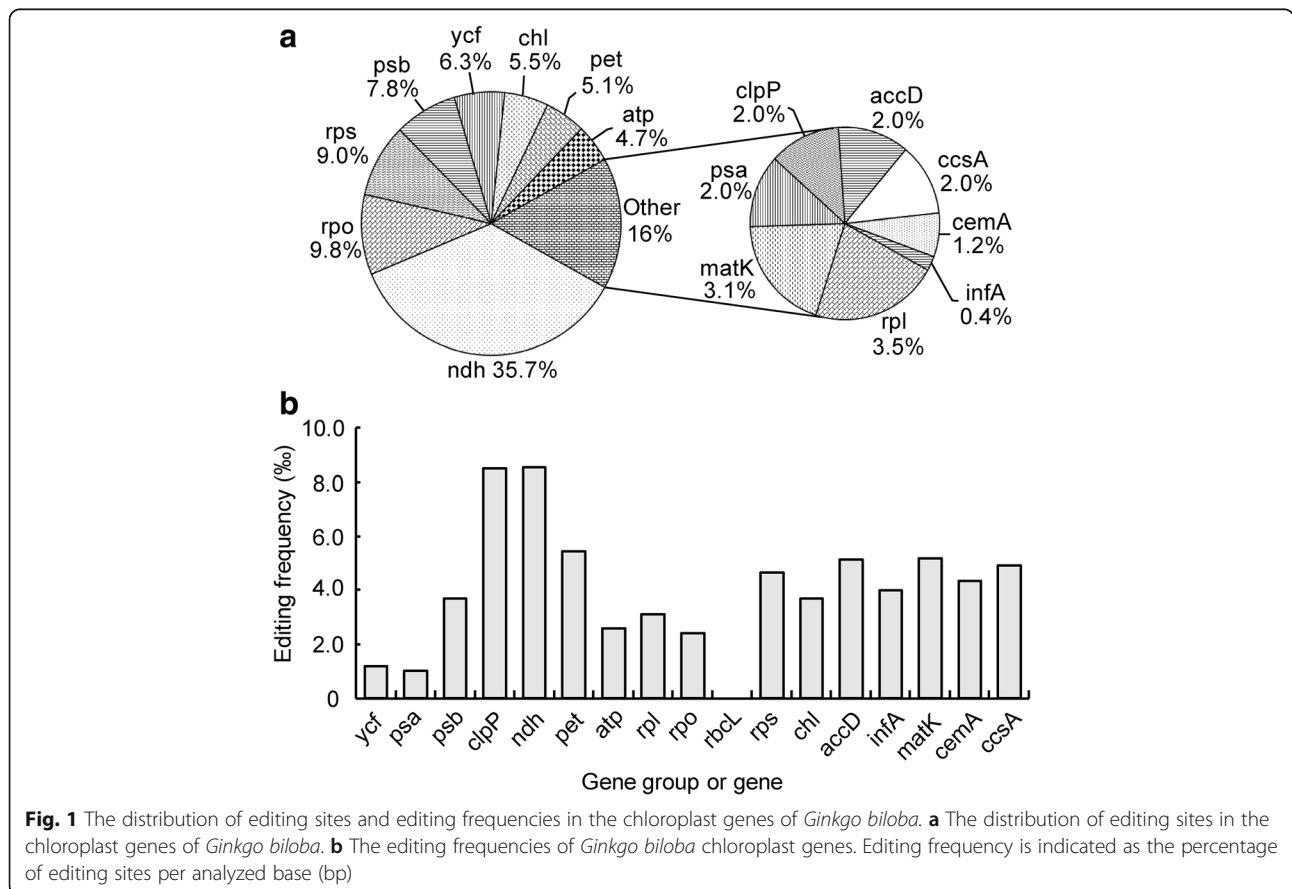 a
ycf
6.3%
chl
5.5%
pet
5.1%
psb
7.8%
atp
4.7%
rps
9.0%
rpo
9.8%
Other
16%
ndh 35.7%
clpP
2.0%
accD
2.0%
psa
2.0%
ccsA
2.0%
cemA
1.2%
matK
3.1%
infA
0.4%
rpl
3.5%
b
10.0
8.0
6.0
4.0
2.0
0
Editing frequency (‰)
ycf
psa
psb
clpP
ndh
pet
atp
rpl
rpo
rbcL
rps
chl
accD
infA
matK
cemA
ccsA
Gene group or gene
Fig. 1 The distribution of editing sites and editing frequencies in the chloroplast genes of Ginkgo biloba. a The distribution of editing sites in the
chloroplast genes of Ginkgo biloba. b The editing frequencies of Ginkgo biloba chloroplast genes. Editing frequency is indicated as the percentage
of editing sites per analyzed base (bp)